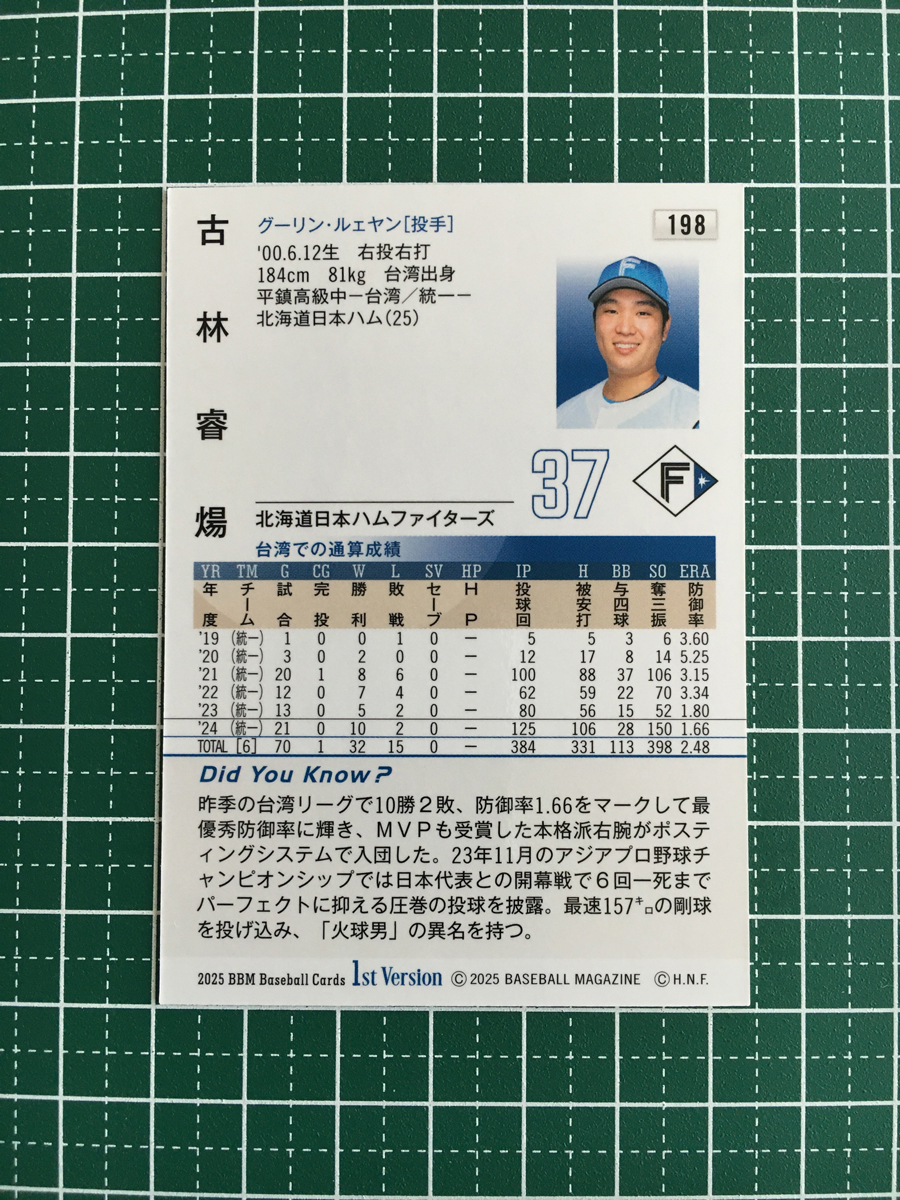 古林睿煬
グーリン・ルェヤン[投手]
198
'00.6.12生 右投右打
184cm 81kg 台湾出身
平鎮高級中－台湾／統一－
北海道日本ハム(25)
F
37
F
北海道日本ハムファイターズ
台湾での通算成績
YR TM G CG W L SV HP IP H BB SO ERA
年度 チーム 試合 完投 勝利 敗戦 セーブ HP 投球回 被安打 与四球 奪三振 防御率
'19 (統一) 1 0 0 1 0 － 5 5 3 6 3.60
'20 (統一) 3 0 2 0 0 － 12 17 8 14 5.25
'21 (統一) 20 1 8 6 0 － 100 88 37 106 3.15
'22 (統一) 12 0 7 4 0 － 62 59 22 70 3.34
'23 (統一) 13 0 5 2 0 － 80 56 15 52 1.80
'24 (統一) 21 0 10 2 0 － 125 106 28 150 1.66
TOTAL [6] 70 1 32 15 0 － 384 331 113 398 2.48
Did You Know?
昨季の台湾リーグで10勝２敗、防御率1.66をマークして最
優秀防御率に輝き、ＭＶＰも受賞した本格派右腕がポステ
ィングシステムで入団した。23年11月のアジアプロ野球チ
ャンピオンシップでは日本代表との開幕戦で６回一死まで
パーフェクトに抑える圧巻の投球を披露。最速157㌔の剛球
を投げ込み、「火球男」の異名を持つ。
2025 BBM Baseball Cards 1st Version Ⓒ 2025 BASEBALL MAGAZINE Ⓒ H.N.F.